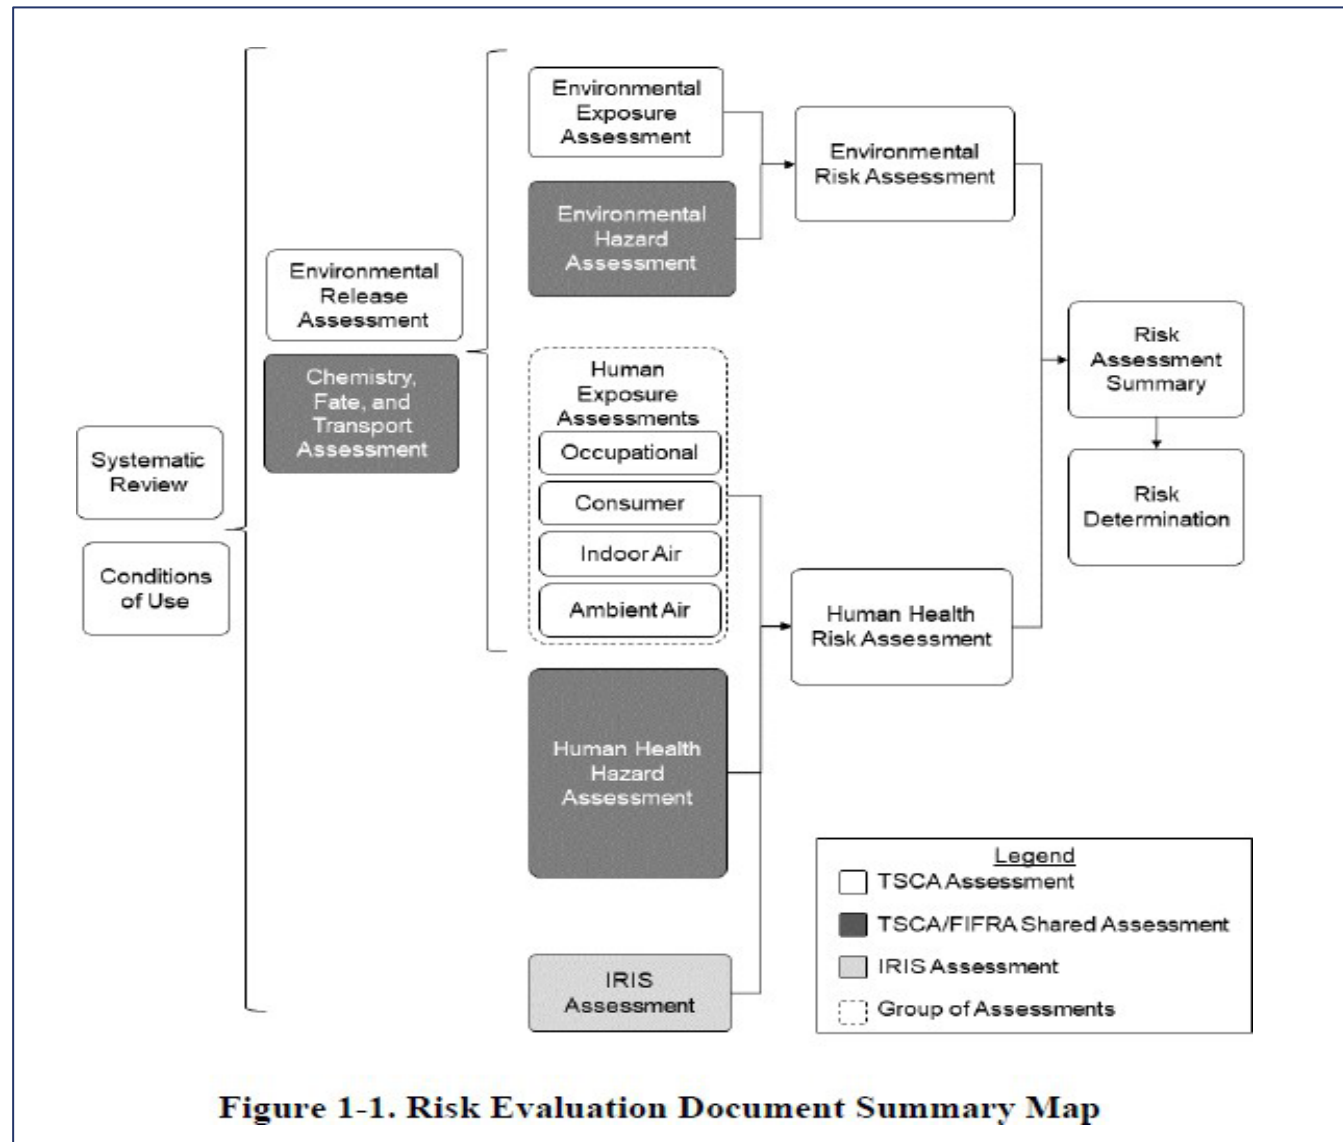 Systematic
Review
Conditions
of Use
Environmental
Release
Assessment
Chemistry,
Fate, and
Transport
Assessment
Environmental
Exposure
Assessment
Environmental
Hazard
Assessment
Human
Exposure
Assessments
Occupational
Consumer
Indoor Air
Ambient Air
Human Health
Hazard
Assessment
IRIS
Assessment
Environmental
Risk Assessment
Human Health
Risk Assessment
Risk
Assessment
Summary
Risk
Determination
Legend
TSCA Assessment
TSCA/FIFRA Shared Assessment
IRIS Assessment
Group of Assessments
Figure 1-1. Risk Evaluation Document Summary Map